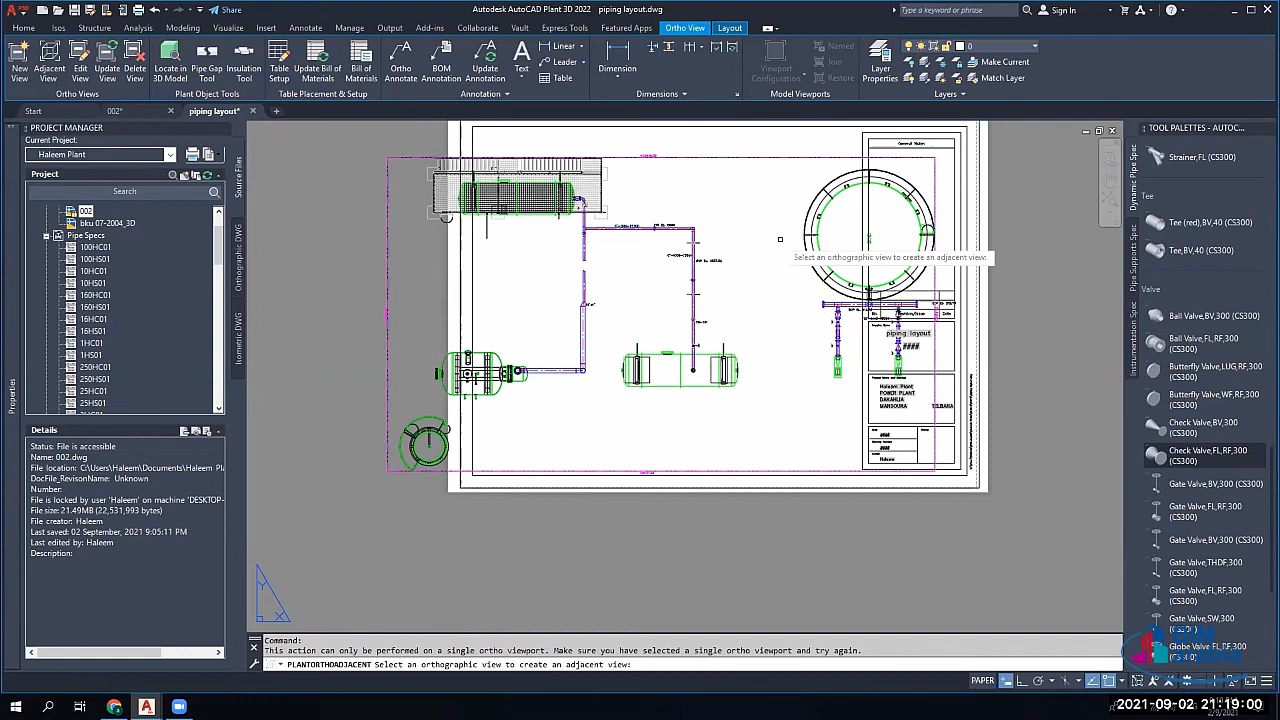 Share
Autodesk AutoCAD Plant 3D 2022    piping layout.dwg
Type a keyword or phrase
Sign In
Home Isos Structure Analysis Modeling Visualize Insert Annotate Manage Output Add-ins Collaborate Vault Express Tools Featured Apps Ortho View Layout
New View
Adjacent View
Edit View
Update View
Delete View
Locate in 3D Model
Pipe Gap Tool
Insulation Tool
Table Setup
Update Bill of Materials
Bill of Materials
Ortho Annotate
BOM Annotation
Update Annotation
Text
Linear
Leader
Table
Dimension
Viewport Configuration
Named
Join
Restore
Layer Properties
0
Make Current
Match Layer
Ortho Views
Plant Object Tools
Table Placement & Setup
Annotation
Dimensions
Model Viewports
Layers
Start
002*
piping layout*
PROJECT MANAGER
Current Project:
Haleem Plant
Project
Search
002
bkkv 07-2004_3D
Pipe Specs
100HC01
100HS01
10HC01
10HS01
160HC01
160HS01
16HC01
16HS01
1HC01
1HS01
250HC01
250HS01
25HC01
25HS01
Details
Status: File is accessible
Name: 002.dwg
File location: C:\Users\Haleem\Documents\Haleem Pla
DocFile_RevisonName: Unknown
Number:
File is locked by user 'Haleem' on machine 'DESKTOP-
File size: 21.49MB (22,531,993 bytes)
File creator: Haleem
Last saved: 02 September, 2021 9:05:11 PM
Last edited by: Haleem
Description:
Source Files
Orthographic DWG
Isometric DWG
Properties
General Notes
Select an orthographic view to create an adjacent view:
piping layout
####
Haleem Plant
POWER PLANT
DAKAHLIA
MANSOURA
TELBANA
####
####
Haleem
Y
X
TOOL PALETTES - AUTOC...
Dynamic Pipe Spec
Pipe Supports Spec
Instrumentation Spec
Strainer,FL (CS300)
Tee
Tee (red),BV,40 (CS300)
Tee,BV,40 (CS300)
Valve
Ball Valve,BV,300 (CS300)
Ball Valve,FL,RF,300 (CS300)
Butterfly Valve,LUG,RF,300 (CS300)
Butterfly Valve,WF,RF,300 (CS300)
Check Valve,BV,300 (CS300)
Check Valve,FL,RF,300 (CS300)
Gate Valve,BV,300 (CS300)
Gate Valve,FL,RF,300 (CS300)
Gate Valve,BV,300 (CS300)
Gate Valve,THDF,300 (CS300)
Gate Valve,FL,RF,300 (CS300)
Gate Valve,SW,300 (CS300)
Globe Valve,FL,RF,300
Command:
This action can only be performed on a single ortho viewport. Make sure you have selected a single ortho viewport and try again.
PLANTORTHOADJACENT Select an orthographic view to create an adjacent view:
PAPER
2021-09-02 21:19:00